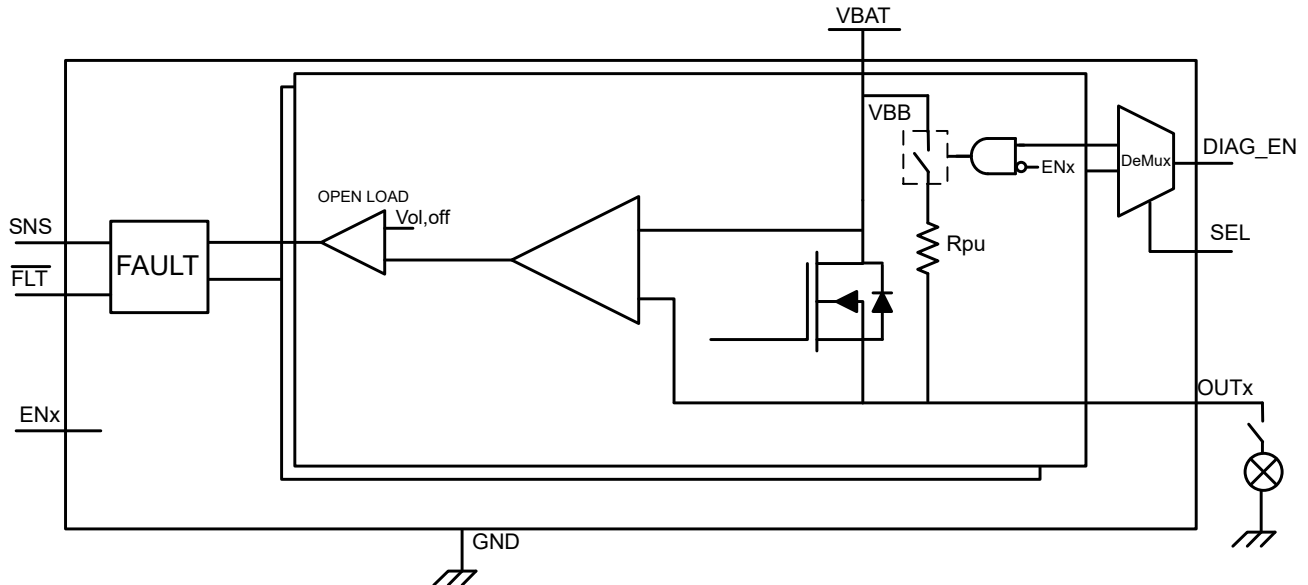 VBAT
VBB
DIAG_EN
DeMux
ENx
OPEN LOAD
Vol,off
SNS
SEL
Rpu
FAULT
FLT
OUTx
ENx
GND